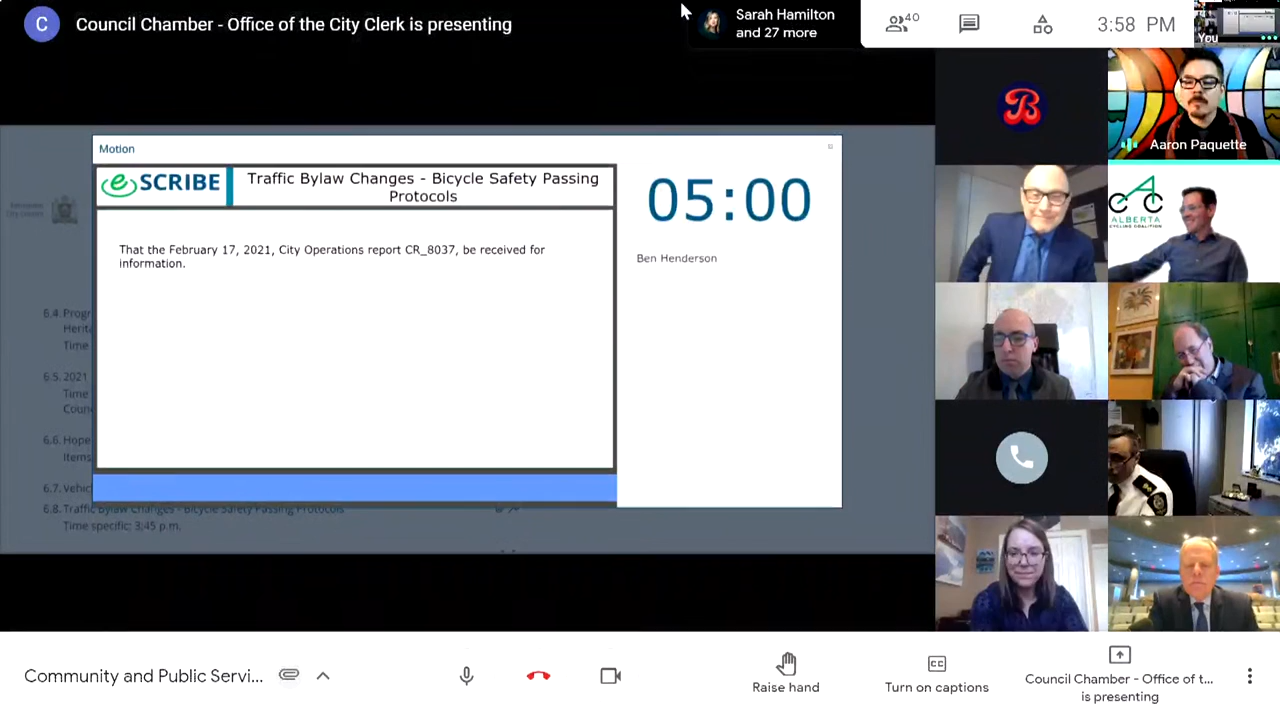 C
Council Chamber - Office of the City Clerk is presenting
Sarah Hamilton
and 27 more
40
3:58 PM
You
B
Aaron Paquette
Motion
eSCRIBE
Traffic Bylaw Changes - Bicycle Safety Passing
Protocols
05:00
That the February 17, 2021, City Operations report CR_8037, be received for
information.
Ben Henderson
ALBERTA
CYCLING COALITION
6.4. Progr
Herita
Time
6.5. 2021
Time
Coun
6.6. Hope
Items
6.7. Vehic
6.8. Traffic Bylaw Changes - Bicycle Safety Passing Protocols
Time specific: 3:45 p.m.
Community and Public Servi...
Raise hand
CC
Turn on captions
Council Chamber - Office of t...
is presenting